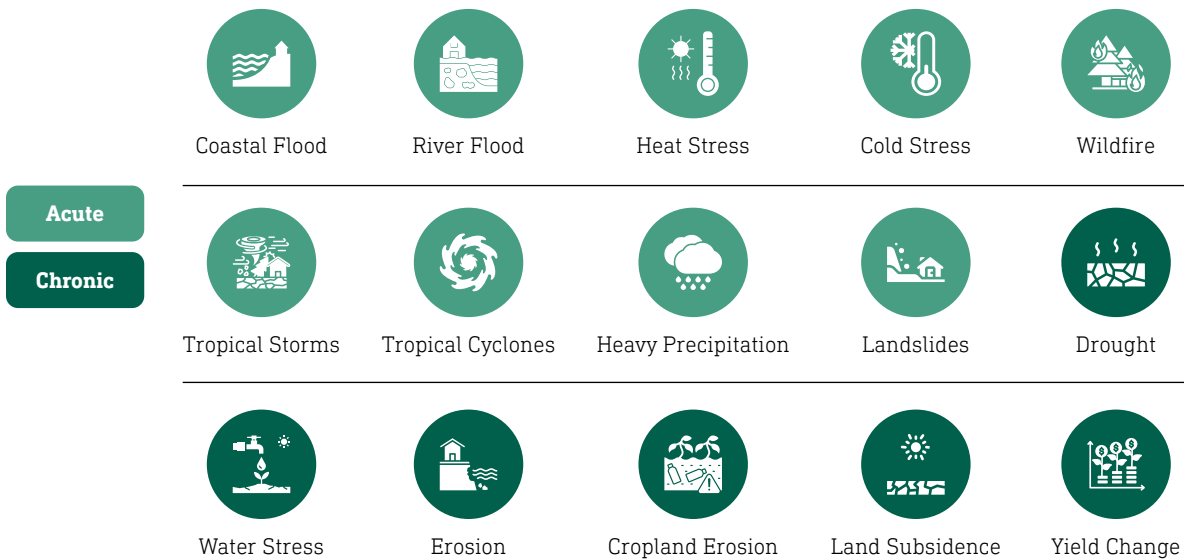 Coastal Flood
River Flood
Heat Stress
Cold Stress
Wildfire
Acute
Chronic
Tropical Storms
Tropical Cyclones
Heavy Precipitation
Landslides
Drought
Water Stress
Erosion
Cropland Erosion
Land Subsidence
Yield Change